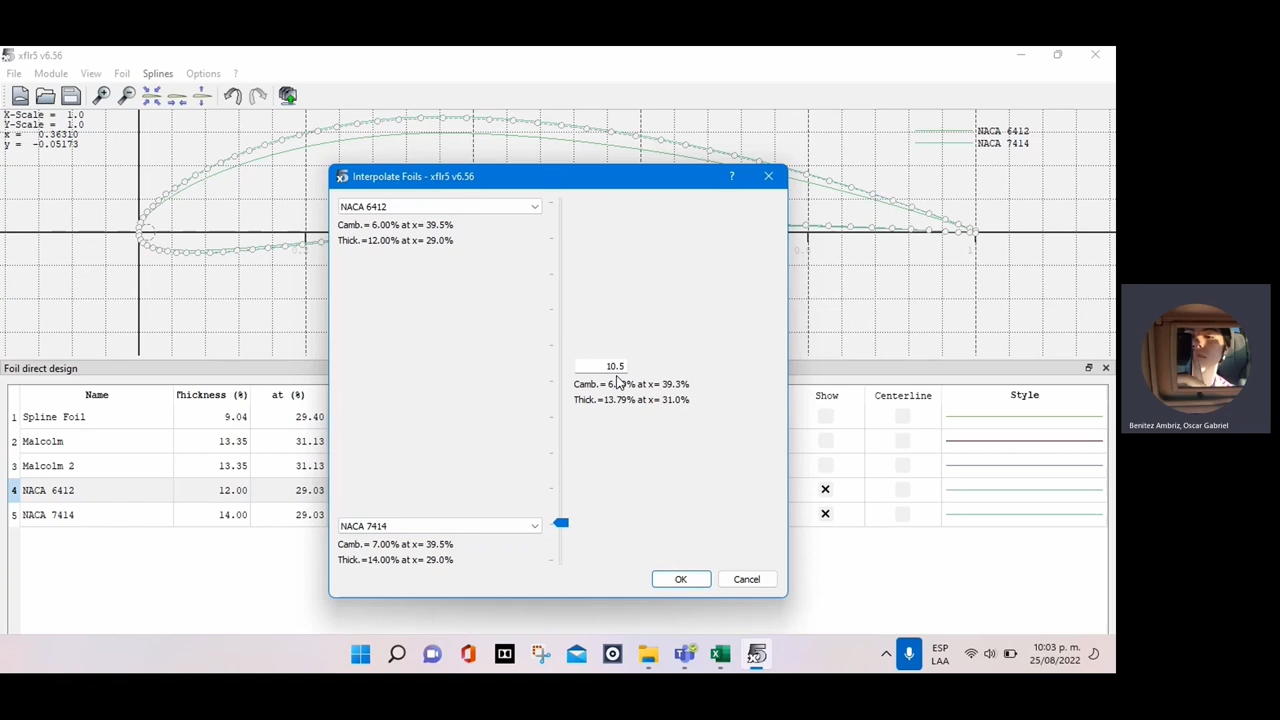 xflr5 v6.56
File Module View Foil Splines Options ?
X-Scale = 1.0
Y-Scale = 1.0
x = 0.36310
y = -0.05173
NACA 6412
NACA 7414
Interpolate Foils - xflr5 v6.56
?
NACA 6412
Camb.= 6.00% at x= 39.5%
Thick.=12.00% at x= 29.0%
10.5
at x= 39.3%
Thick.=13.79% at x= 31.0%
NACA 7414
Camb.= 7.00% at x= 39.5%
Thick.=14.00% at x= 29.0%
OK Cancel
1
Foil direct design
Name Thickness (%) at (%) Show Centerline Style
1 Spline Foil 9.04 29.40
2 Malcolm 13.35 31.13
3 Malcolm 2 13.35 31.13
4 NACA 6412 12.00 29.03
5 NACA 7414 14.00 29.03
Benitez Ambriz, Oscar Gabriel
ESP
LAA
10:03 p. m.
25/08/2022